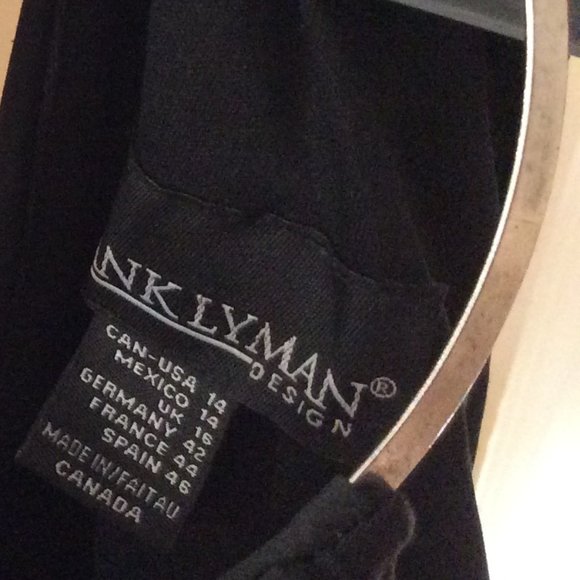 ANK LYMAN®
DESIGN
CAN-USA 14
MEXICO 14
UK 16
GERMANY 42
FRANCE 44
SPAIN 46
MADE IN/FAIT AU
CANADA